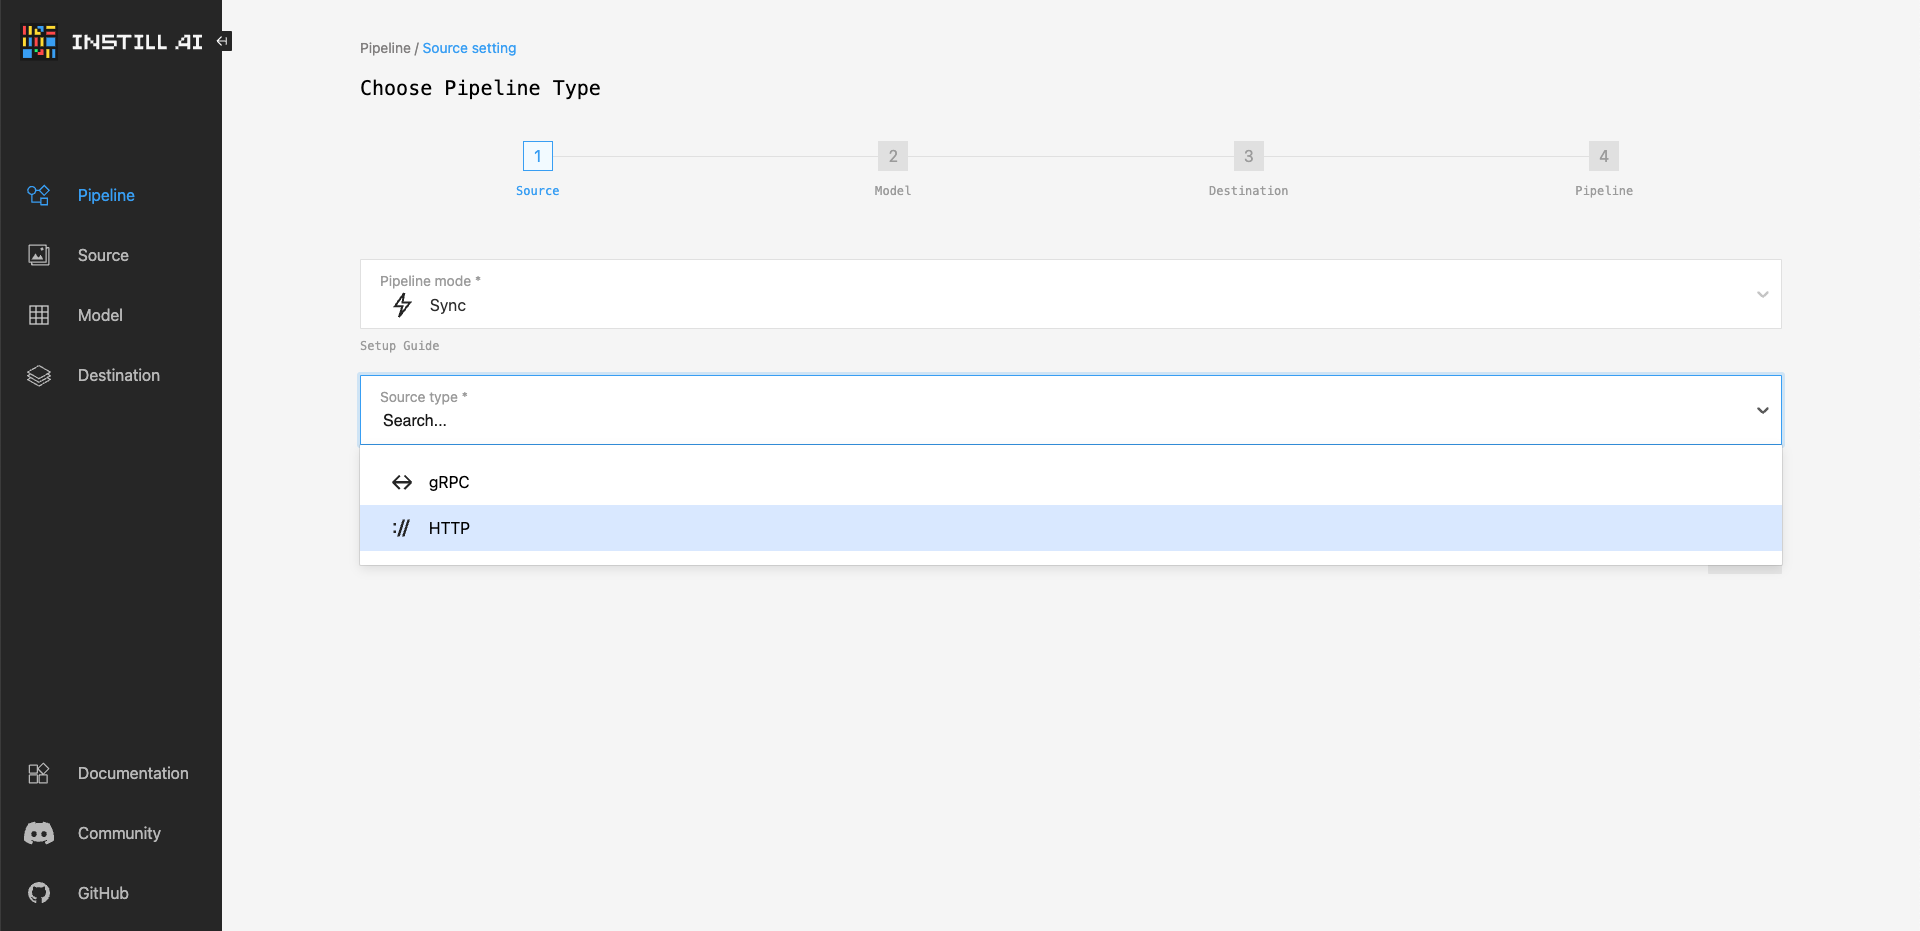 INSTILL AI
Pipeline
Source
Model
Destination
Documentation
Community
GitHub
Pipeline / Source setting
Choose Pipeline Type
1
2
3
4
Source
Model
Destination
Pipeline
Pipeline mode *
Sync
Setup Guide
Source type *
Search...
gRPC
:// HTTP